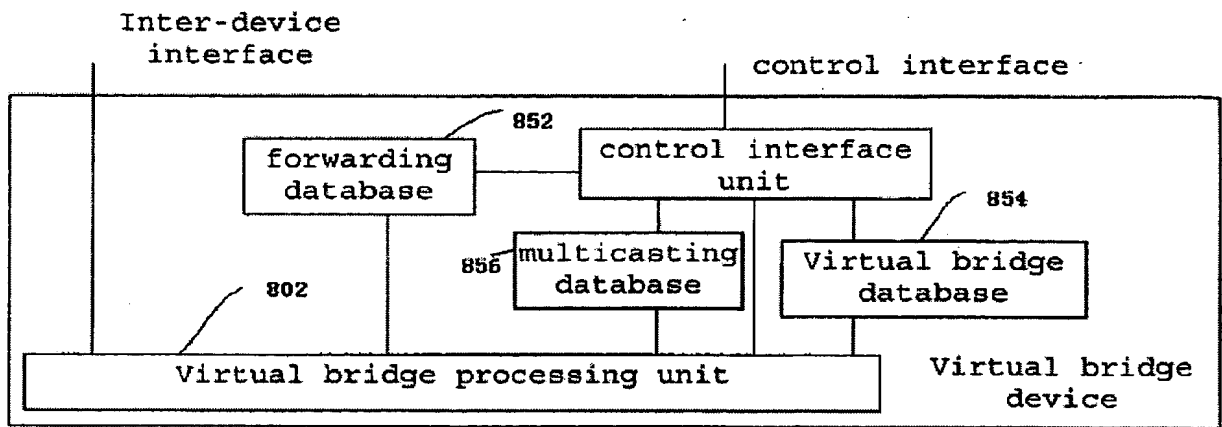 Inter-device
interface
control interface
852
forwarding
database
control interface
unit
854
856
multicasting
database
Virtual bridge
database
802
Virtual bridge processing unit
Virtual bridge
device